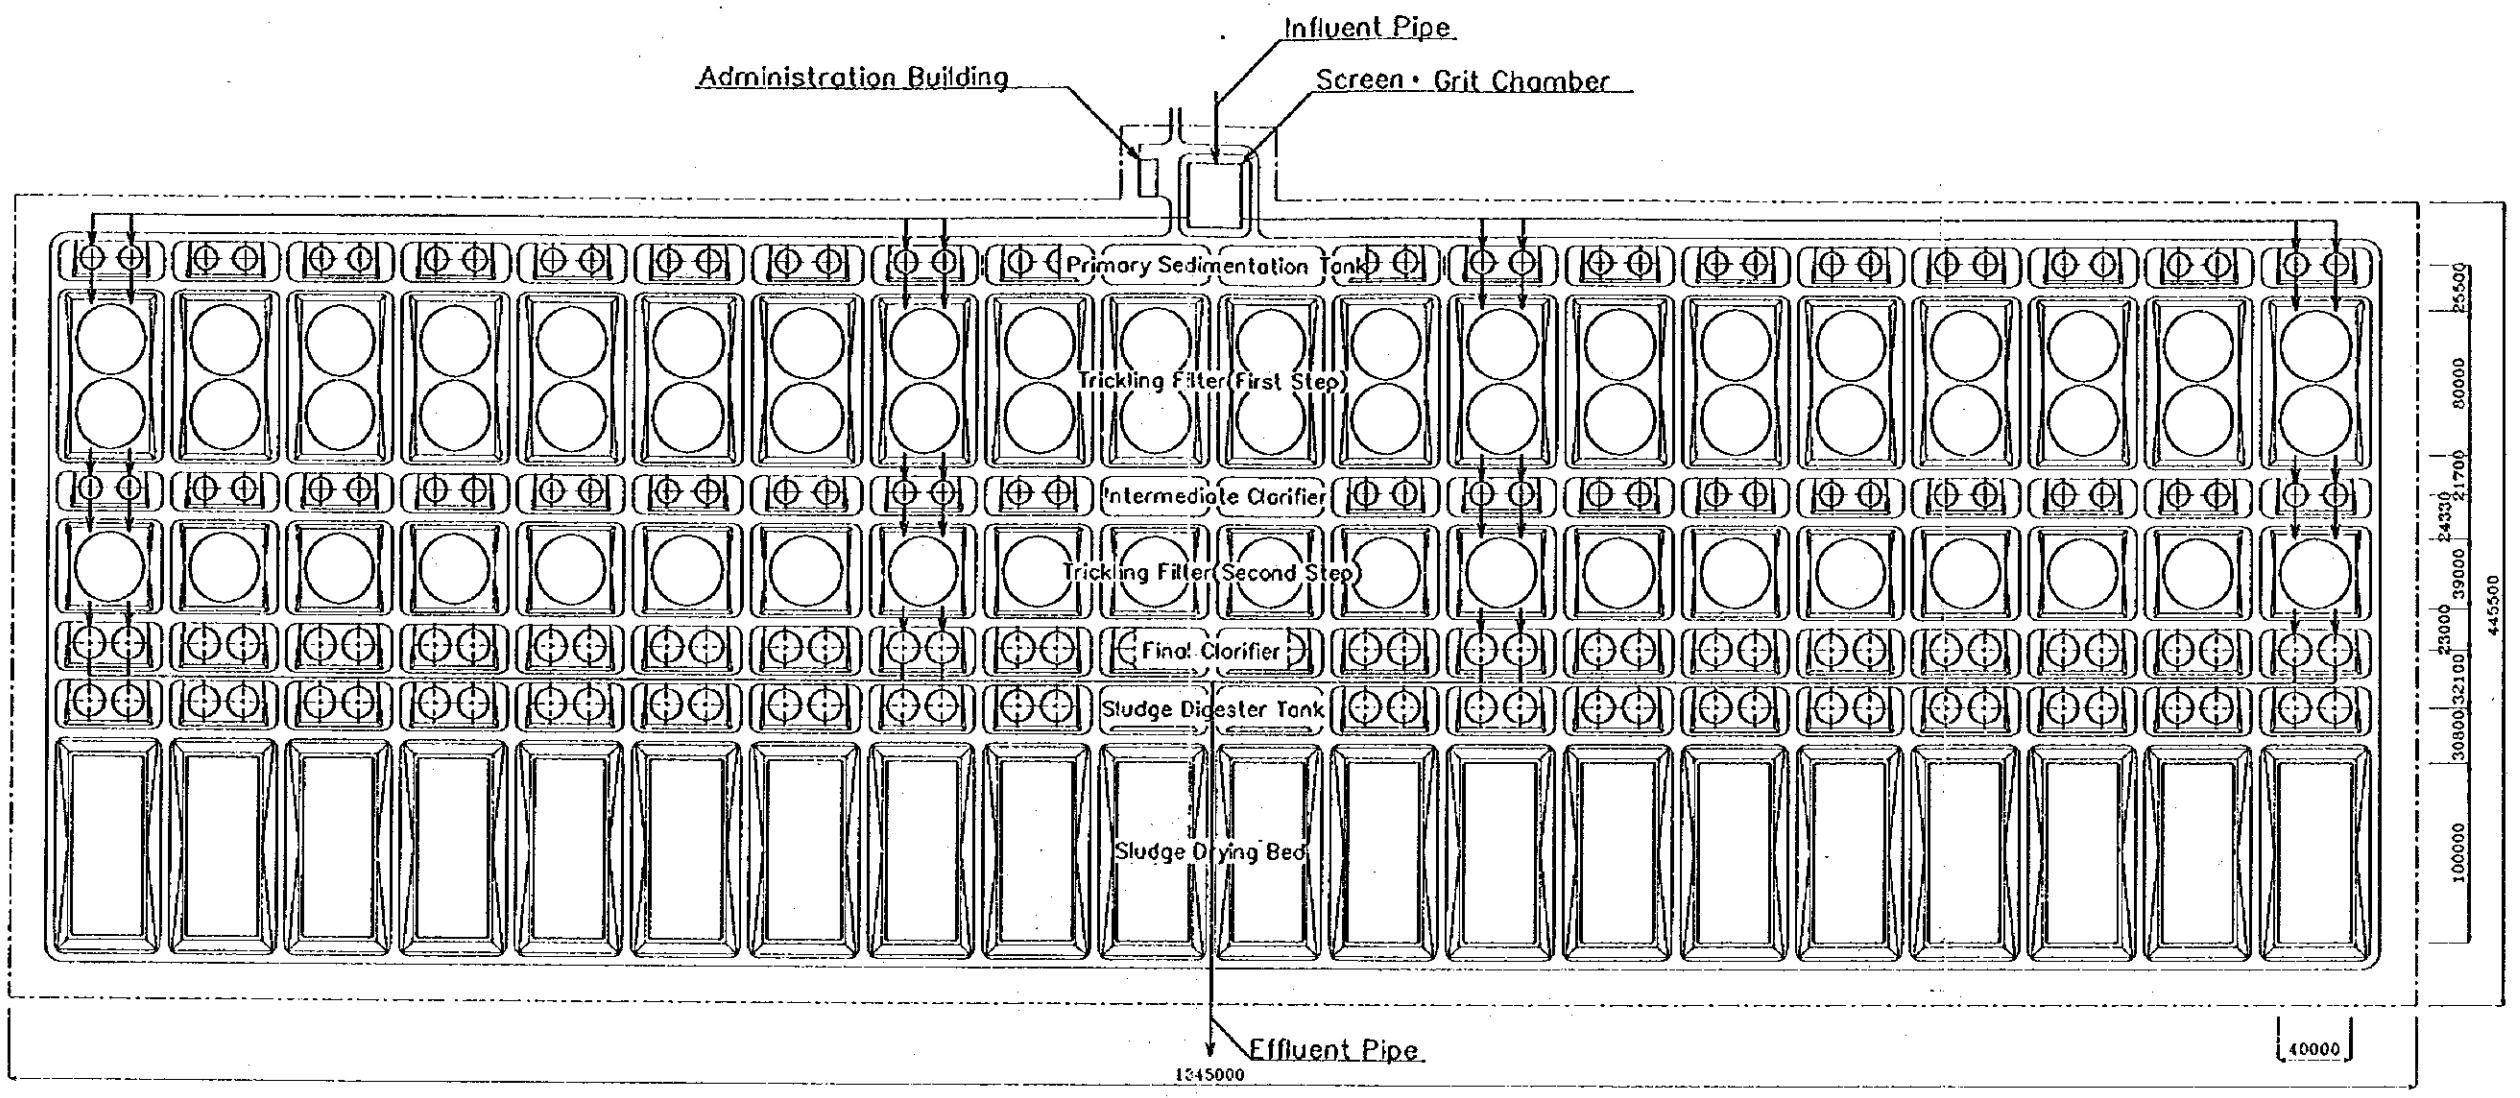 Influent Pipe
Administration Building
Screen • Grit Chamber
Primary Sedimentation Tank
Trickling Filter(First Step)
Intermediate Clarifier
Trickling Filter(Second Step)
Final Clarifier
Sludge Digester Tank
Sludge Drying Bed
Effluent Pipe
1345000
40000
25500
80000
21700
24330
39000
23000
32100
30800
100000
445500